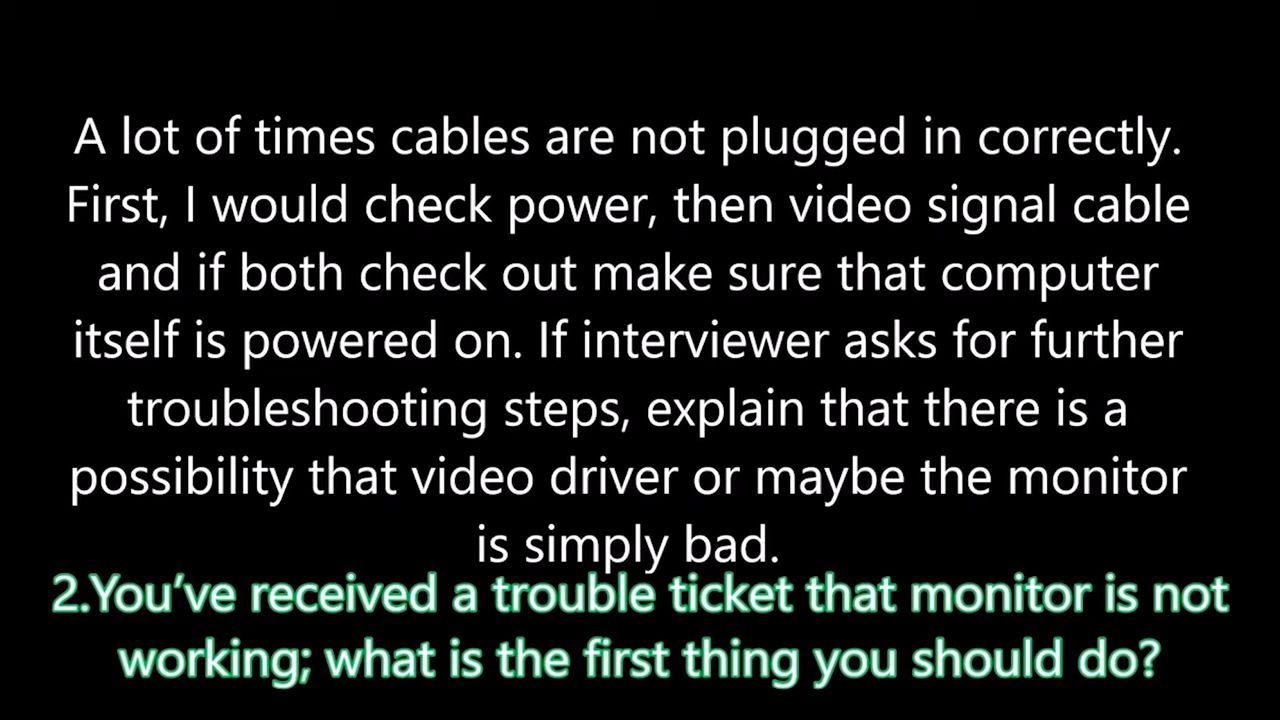 A lot of times cables are not plugged in correctly.
First, I would check power, then video signal cable
and if both check out make sure that computer
itself is powered on. If interviewer asks for further
troubleshooting steps, explain that there is a
possibility that video driver or maybe the monitor
is simply bad.
2.You’ve received a trouble ticket that monitor is not
working; what is the first thing you should do?